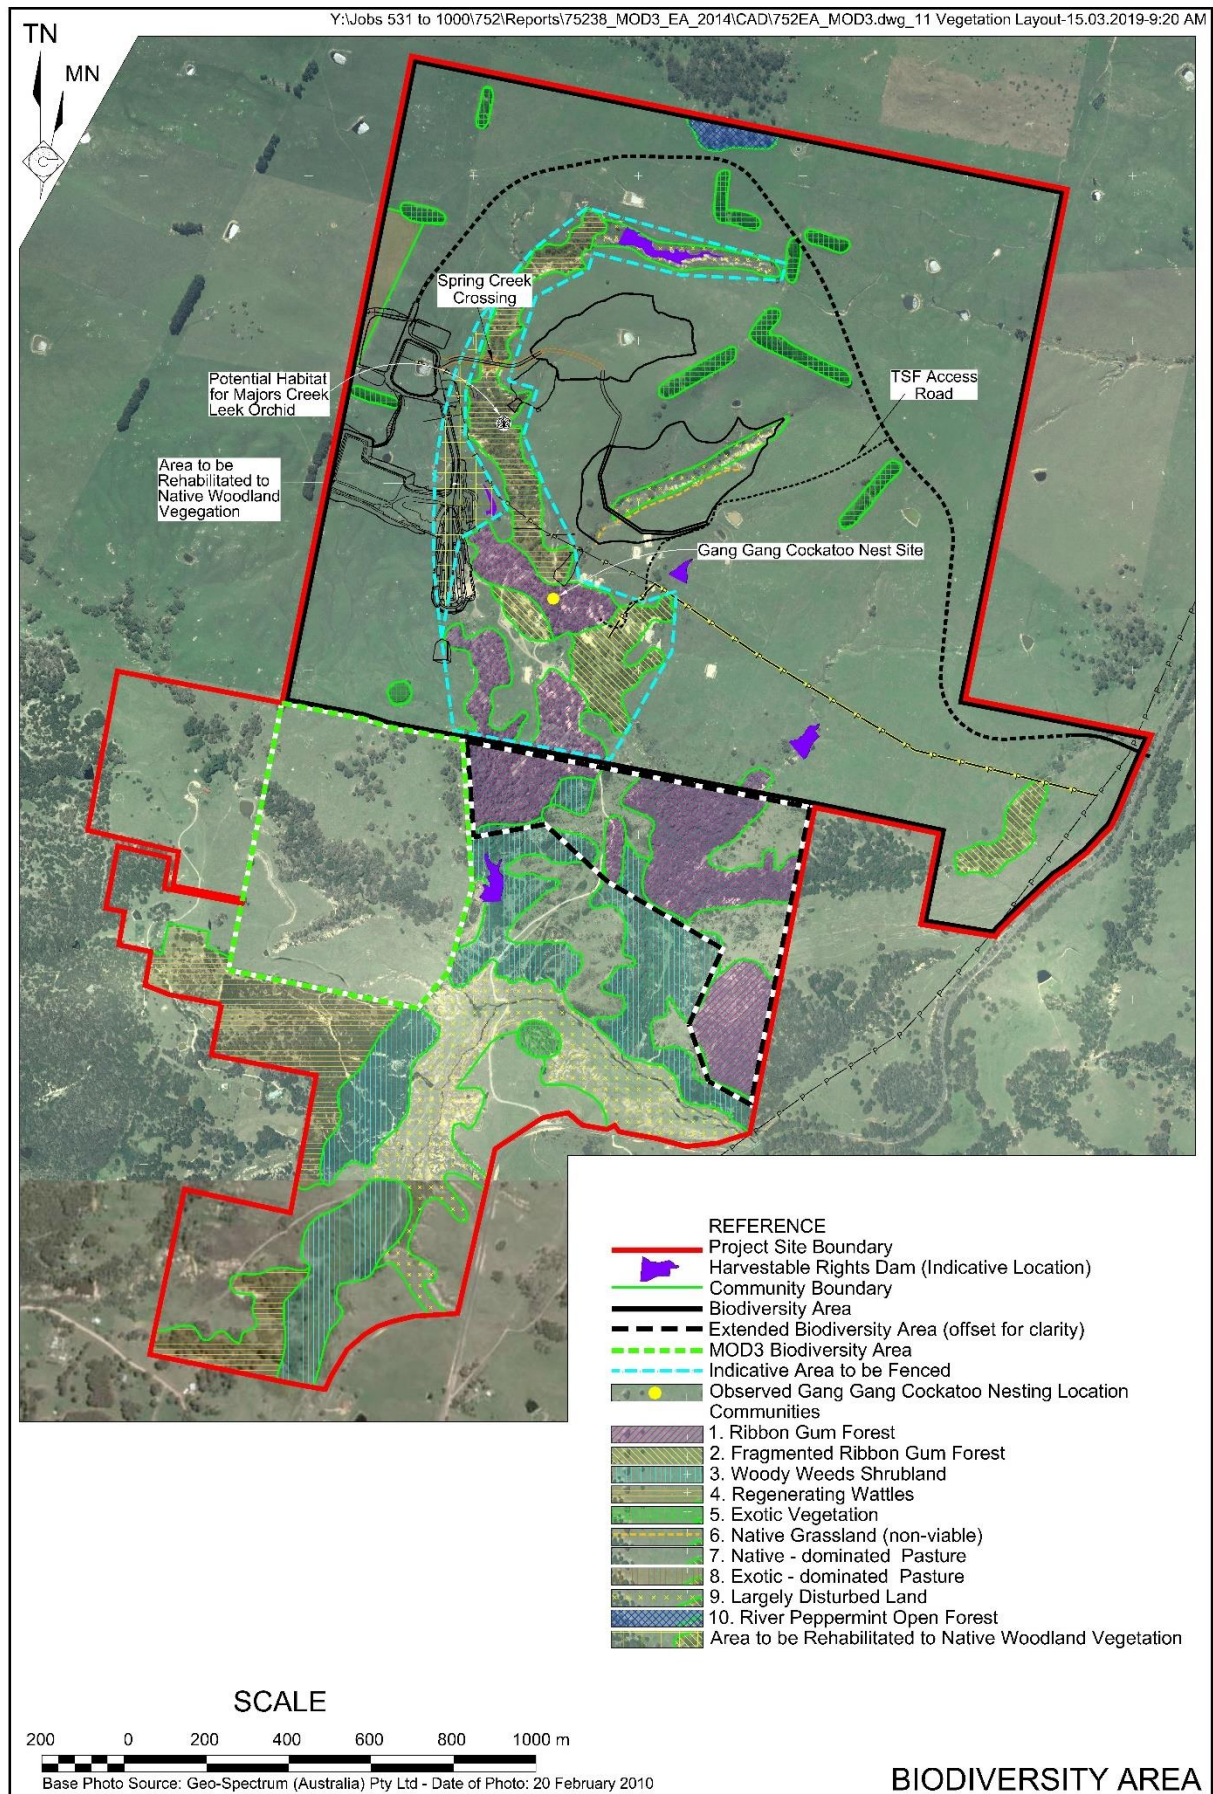 Y:\Jobs 531 to 1000\752\Reports\75238_MOD3_EA_2014\CAD\752EA_MOD3.dwg_11 Vegetation Layout-15.03.2019-9:20 AM
TN
MN
Spring Creek
Crossing
Potential Habitat
for Majors Creek
Leek Orchid
TSF Access
Road
Area to be
Rehabilitated to
Native Woodland
Vegegation
Gang Gang Cockatoo Nest Site
REFERENCE
Project Site Boundary
Harvestable Rights Dam (Indicative Location)
Community Boundary
Biodiversity Area
Extended Biodiversity Area (offset for clarity)
MOD3 Biodiversity Area
Indicative Area to be Fenced
Observed Gang Gang Cockatoo Nesting Location
Communities
1. Ribbon Gum Forest
2. Fragmented Ribbon Gum Forest
3. Woody Weeds Shrubland
4. Regenerating Wattles
5. Exotic Vegetation
6. Native Grassland (non-viable)
7. Native - dominated Pasture
8. Exotic - dominated Pasture
9. Largely Disturbed Land
10. River Peppermint Open Forest
Area to be Rehabilitated to Native Woodland Vegetation
SCALE
200 0 200 400 600 800 1000 m
Base Photo Source: Geo-Spectrum (Australia) Pty Ltd - Date of Photo: 20 February 2010
BIODIVERSITY AREA